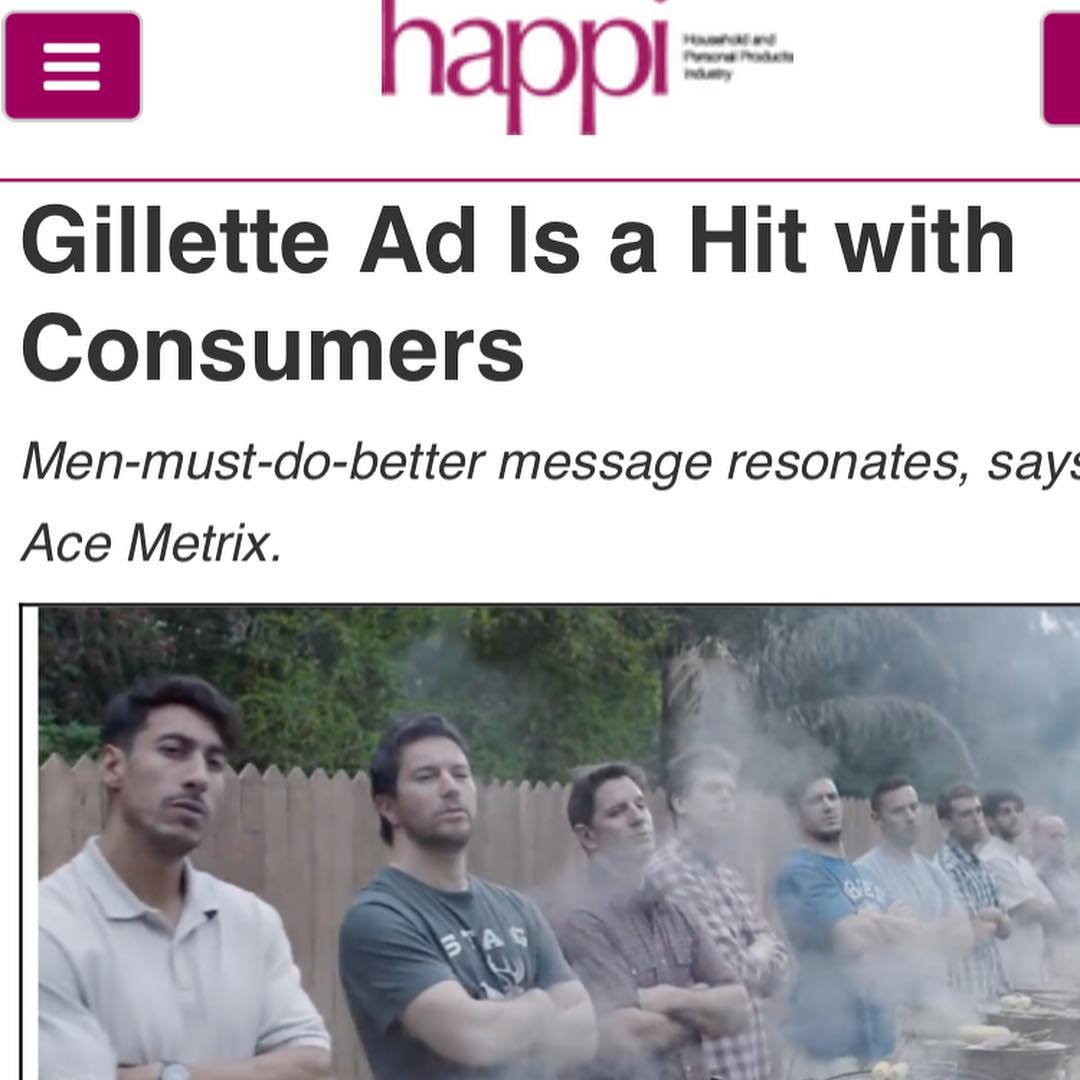 happi
Household and
Personal Products
Industry
Gillette Ad Is a Hit with
Consumers
Men-must-do-better message resonates, says
Ace Metrix.
STAG